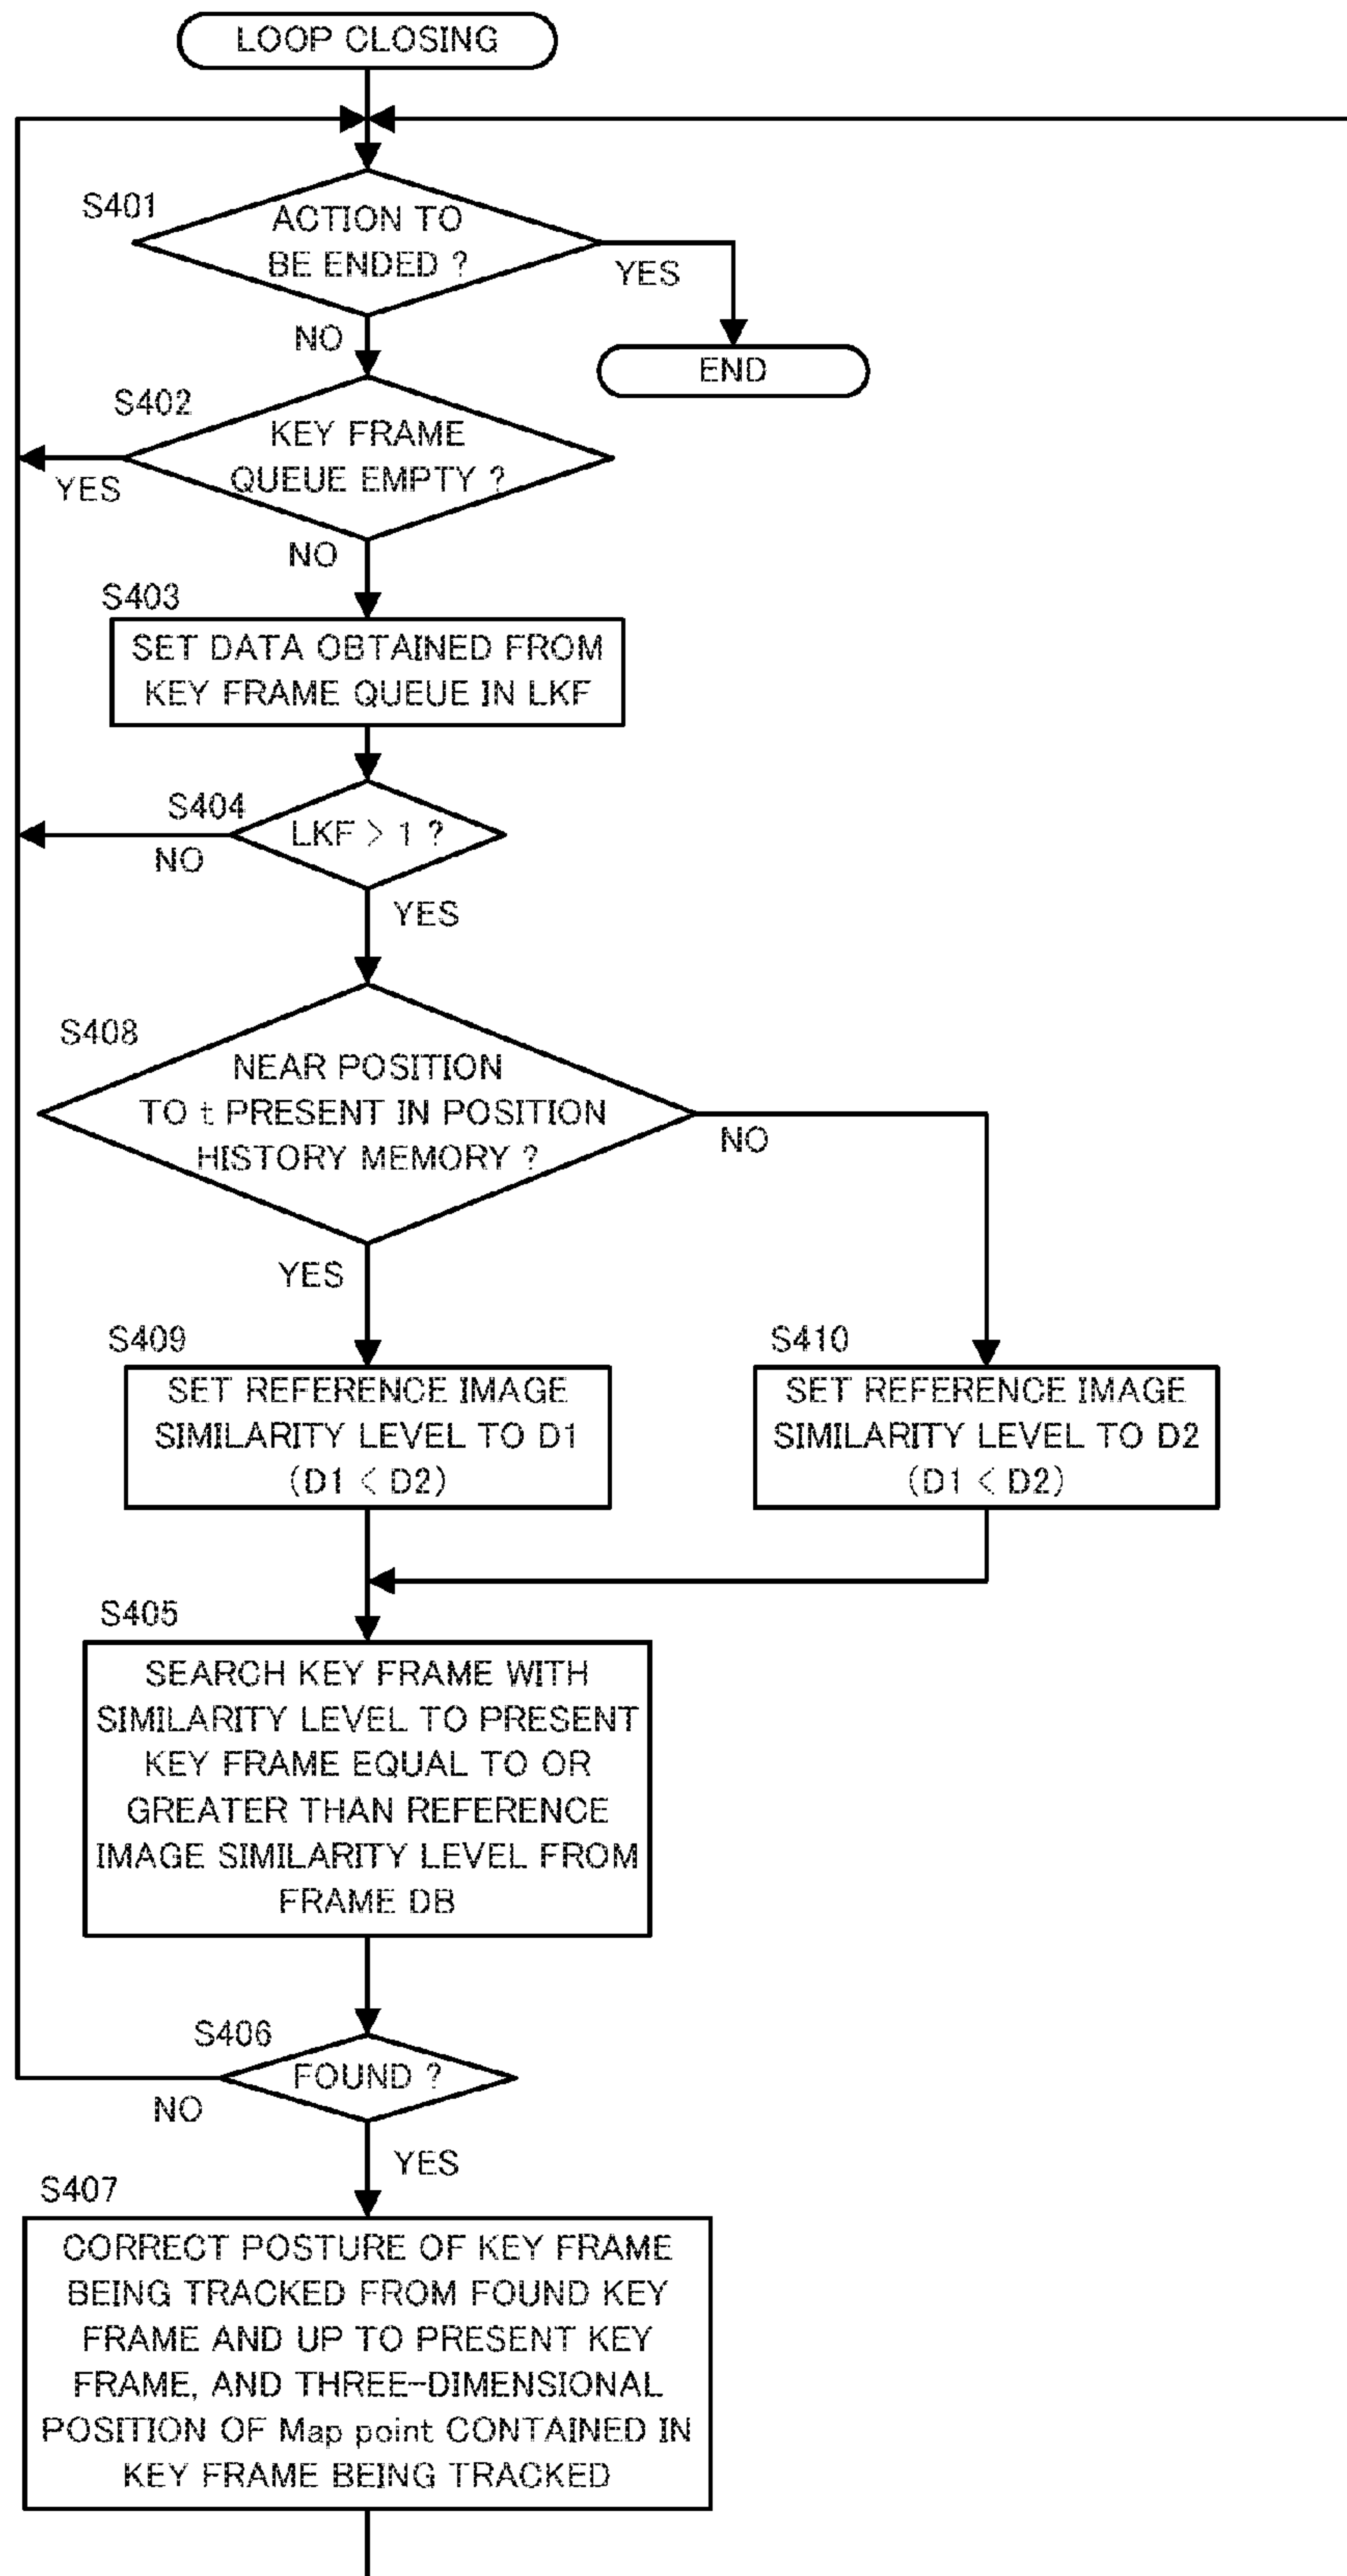 LOOP CLOSING
S401
ACTION TO
BE ENDED ?
YES
NO
END
S402
KEY FRAME
QUEUE EMPTY ?
YES
NO
S403
SET DATA OBTAINED FROM
KEY FRAME QUEUE IN LKF
S404
LKF > 1 ?
NO
YES
S408
NEAR POSITION
TO t PRESENT IN POSITION
HISTORY MEMORY ?
NO
YES
S409
SET REFERENCE IMAGE
SIMILARITY LEVEL TO D1
(D1 < D2)
S410
SET REFERENCE IMAGE
SIMILARITY LEVEL TO D2
(D1 < D2)
S405
SEARCH KEY FRAME WITH
SIMILARITY LEVEL TO PRESENT
KEY FRAME EQUAL TO OR
GREATER THAN REFERENCE
IMAGE SIMILARITY LEVEL FROM
FRAME DB
S406
FOUND ?
NO
YES
S407
CORRECT POSTURE OF KEY FRAME
BEING TRACKED FROM FOUND KEY
FRAME AND UP TO PRESENT KEY
FRAME, AND THREE-DIMENSIONAL
POSITION OF Map point CONTAINED IN
KEY FRAME BEING TRACKED